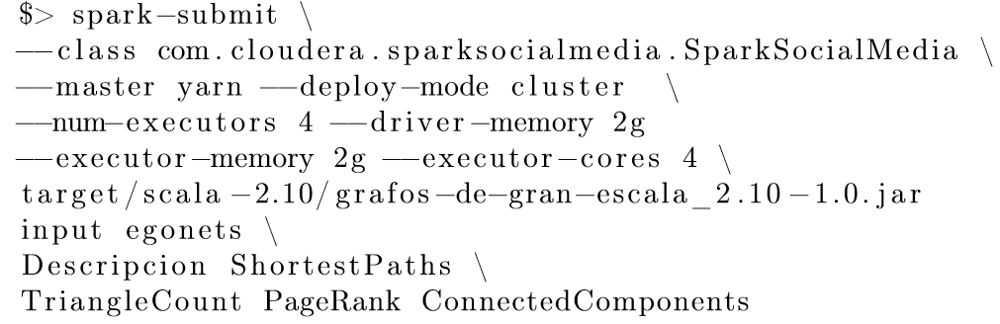 $> spark-submit \
--class com.cloudera.sparksocialmedia.SparkSocialMedia \
--master yarn --deploy-mode cluster \
--num-executors 4 --driver-memory 2g
--executor-memory 2g --executor-cores 4 \
target/scala-2.10/grafos-de-gran-escala_2.10-1.0.jar
input egonets \
Descripcion ShortestPaths \
TriangleCount PageRank ConnectedComponents